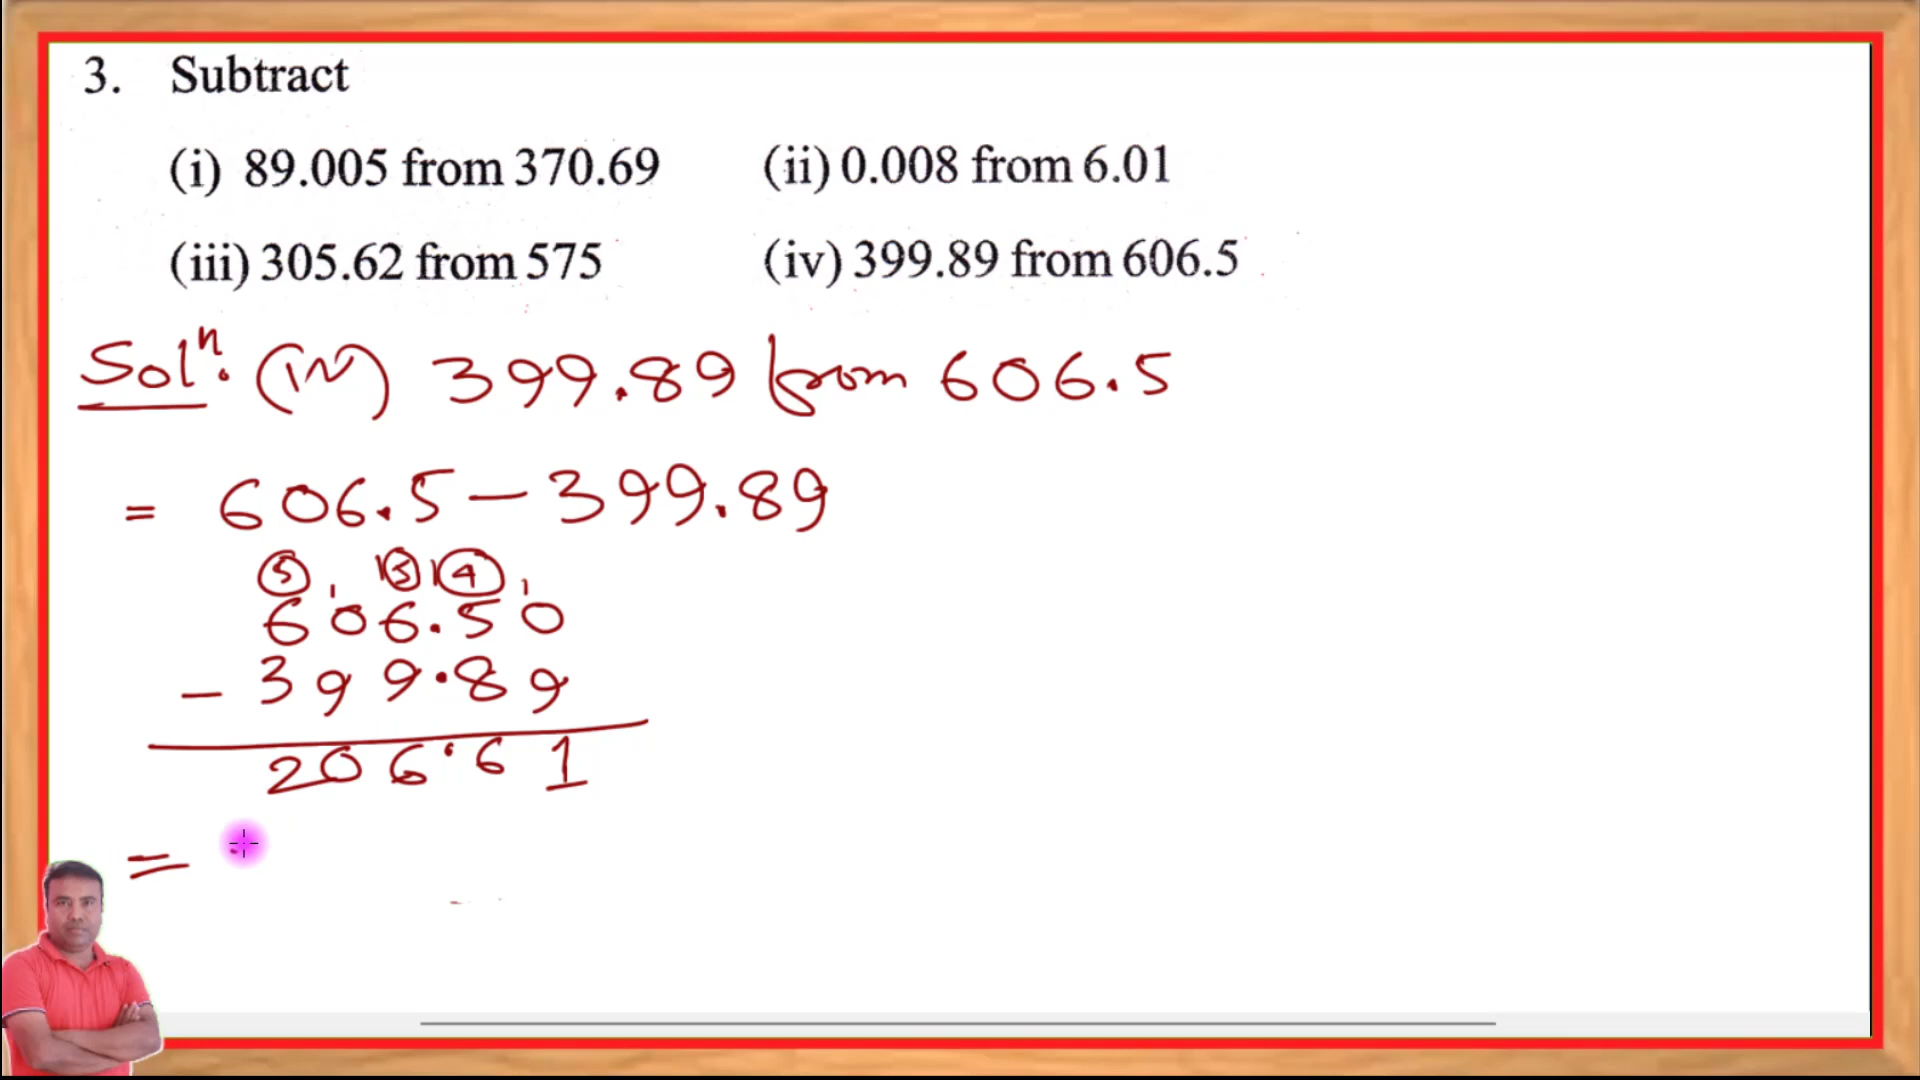 3. Subtract
(i) 89.005 from 370.69 (ii) 0.008 from 6.01
(iii) 305.62 from 575 (iv) 399.89 from 606.5
Solⁿ. (iv) 399.89 from 606.5
= 606.5 – 399.89
5 1 15 14 1
606.50
– 399.89
206.61
=